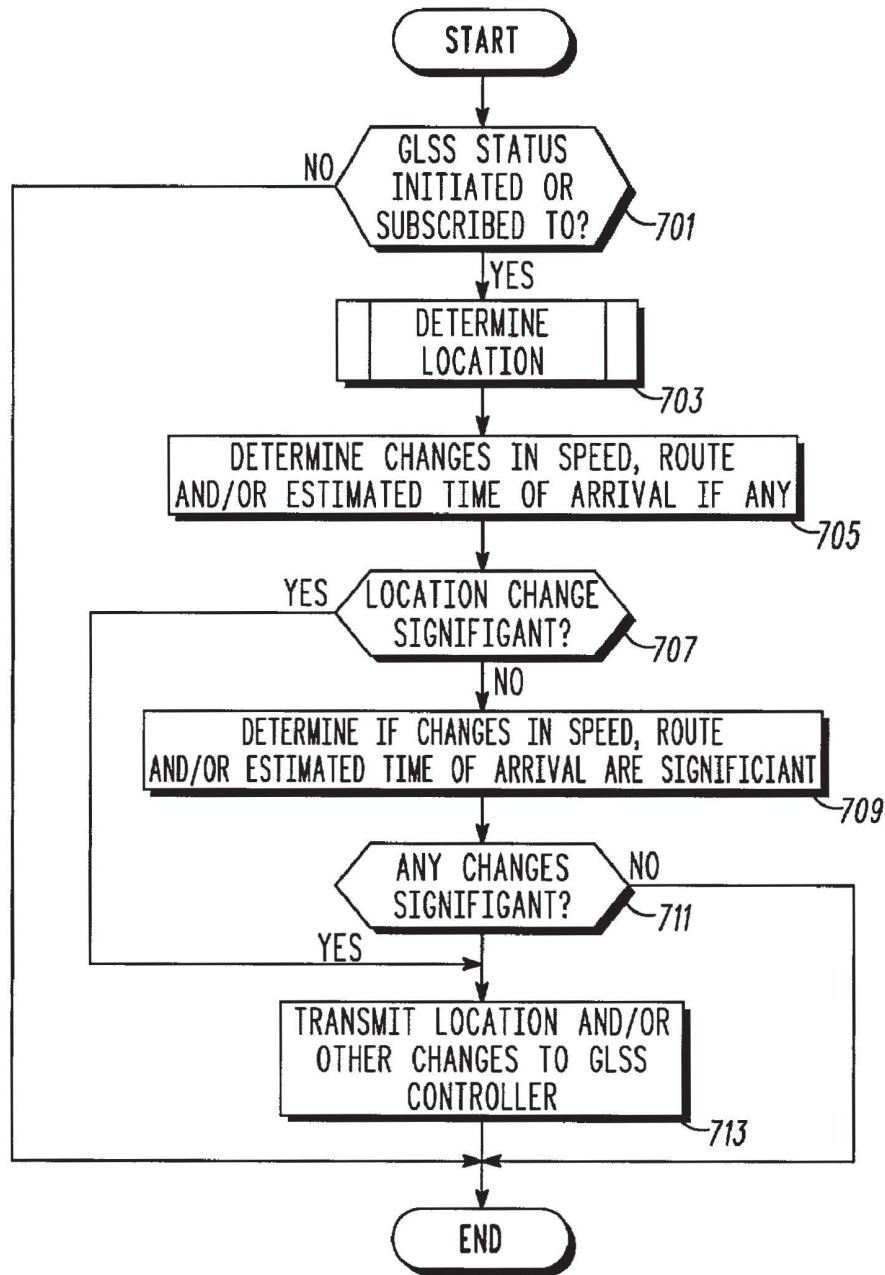 START
GLSS STATUS
INITIATED OR
SUBSCRIBED TO?
NO
701
YES
DETERMINE
LOCATION
703
DETERMINE CHANGES IN SPEED, ROUTE
AND/OR ESTIMATED TIME OF ARRIVAL IF ANY
705
YES
LOCATION CHANGE
SIGNIFIGANT?
707
NO
DETERMINE IF CHANGES IN SPEED, ROUTE
AND/OR ESTIMATED TIME OF ARRIVAL ARE SIGNIFICIANT
709
ANY CHANGES
SIGNIFIGANT?
NO
711
YES
TRANSMIT LOCATION AND/OR
OTHER CHANGES TO GLSS
CONTROLLER
713
END